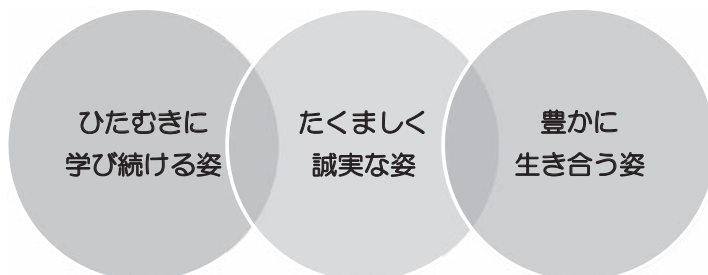 ひたむきに
学び続ける姿
たくましく
誠実な姿
豊かに
生き合う姿